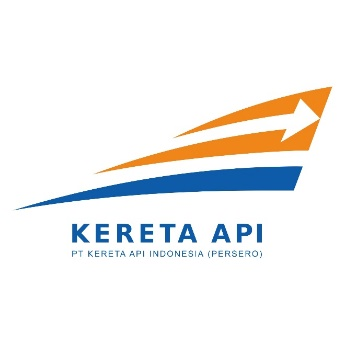 KERETA API
PT KERETA API INDONESIA (PERSERO)